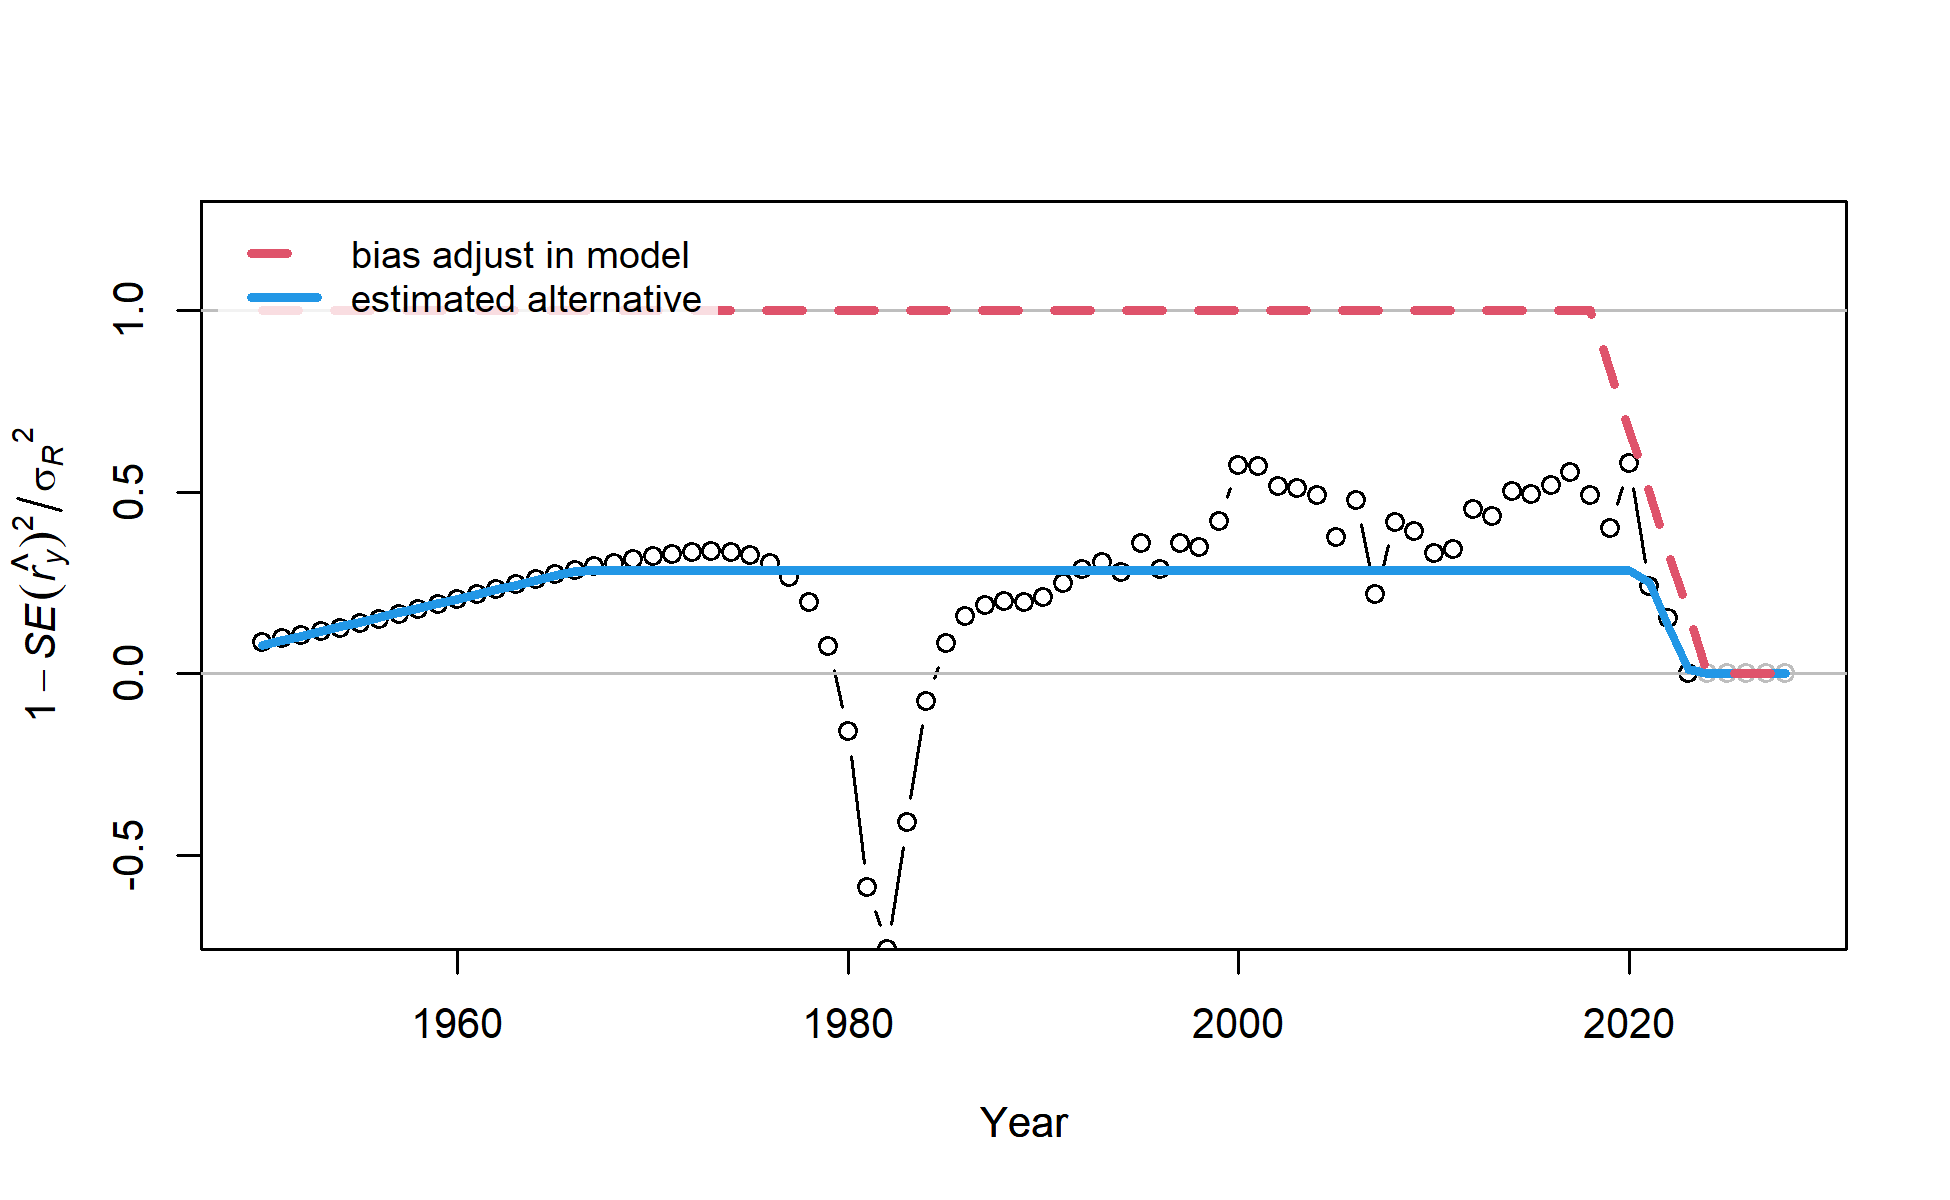 bias adjust in model
estimated alternative
1 − SE(r̂y)² / σR²
1.0
0.5
0.0
-0.5
1960 1980 2000 2020
Year